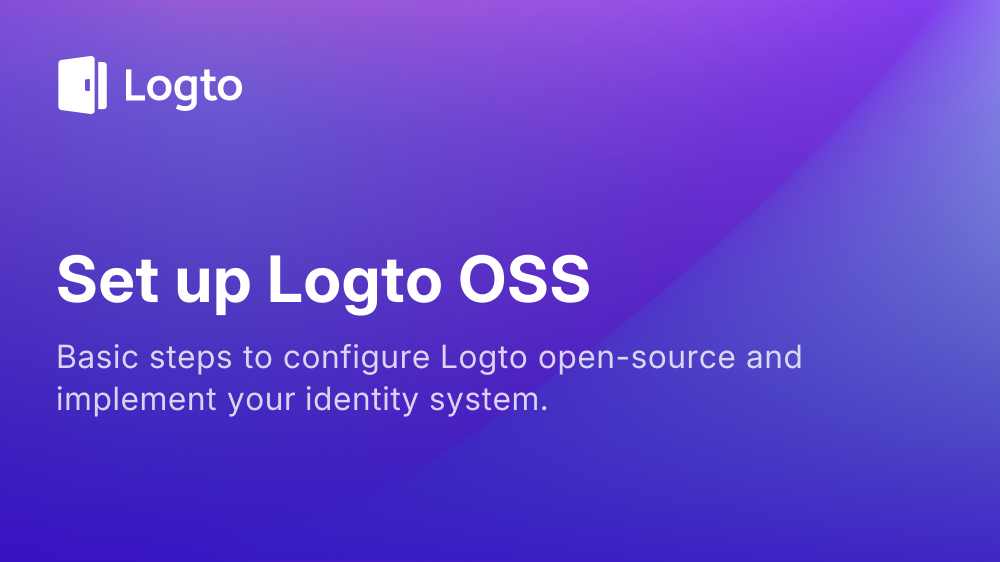 Logto
Set up Logto OSS
Basic steps to configure Logto open-source and
implement your identity system.